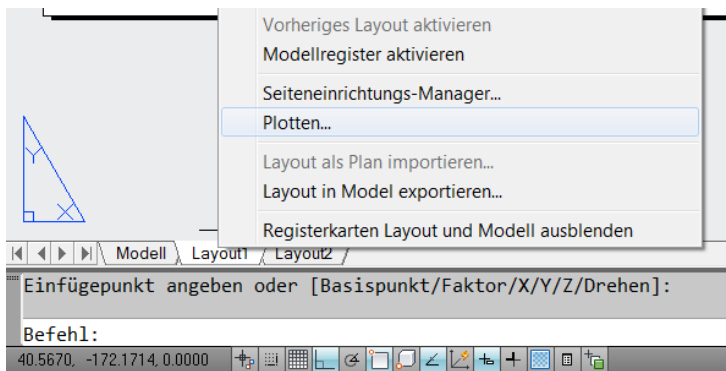 Vorheriges Layout aktivieren
Modellregister aktivieren
Seiteneinrichtungs-Manager...
Plotten...
Layout als Plan importieren...
Layout in Model exportieren...
Registerkarten Layout und Modell ausblenden
Y
X
Modell Layout1 Layout2
Einfügepunkt angeben oder [Basispunkt/Faktor/X/Y/Z/Drehen]:
Befehl:
40.5670, -172.1714, 0.0000